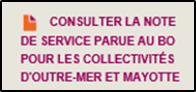 CONSULTER LA NOTE
DE SERVICE PARUE AU BO
POUR LES COLLECTIVITÉS
D'OUTRE-MER ET MAYOTTE